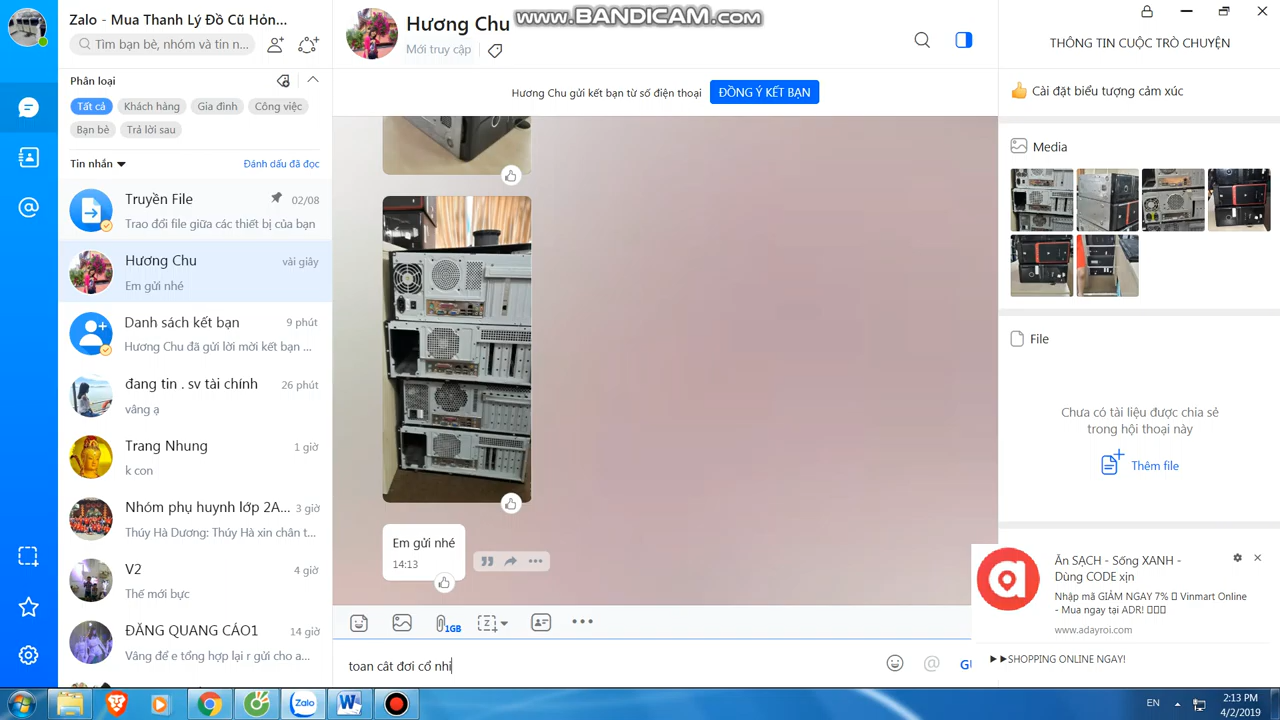 Zalo - Mua Thanh Lý Đồ Cũ Hỏn...
www.BANDICAM.com
Tìm bạn bè, nhóm và tin n...
Phân loại
Tất cả
Khách hàng
Gia đình
Công việc
Bạn bè
Trả lời sau
Tin nhắn
Đánh dấu đã đọc
Truyền File
02/08
Trao đổi file giữa các thiết bị của bạn
Hương Chu
vài giây
Em gửi nhé
Danh sách kết bạn
9 phút
Hương Chu đã gửi lời mời kết bạn ...
đang tin . sv tài chính
26 phút
vâng ạ
Trang Nhung
1 giờ
k con
Nhóm phụ huynh lớp 2A...
3 giờ
Thúy Hà Dương: Thúy Hà xin chân t...
V2
4 giờ
Thế mới bực
ĐĂNG QUANG CÁO1
14 giờ
Vâng để e tổng hợp lại r gửi cho a...
Hương Chu
Mới truy cập
Hương Chu gửi kết bạn từ số điện thoại
ĐỒNG Ý KẾT BẠN
Em gửi nhé
14:13
1GB
toan cât đơi cổ nhi
@
GỬ
THÔNG TIN CUỘC TRÒ CHUYỆN
Cài đặt biểu tượng cảm xúc
Media
File
Chưa có tài liệu được chia sẻ
trong hội thoại này
Thêm file
Ăn SẠCH - Sống XANH -
Dùng CODE xịn
Nhập mã GIẢM NGAY 7% Vinmart Online
- Mua ngay tại ADR!
www.adayroi.com
▶ ▶SHOPPING ONLINE NGAY!
Zalo
EN
2:13 PM
4/2/2019